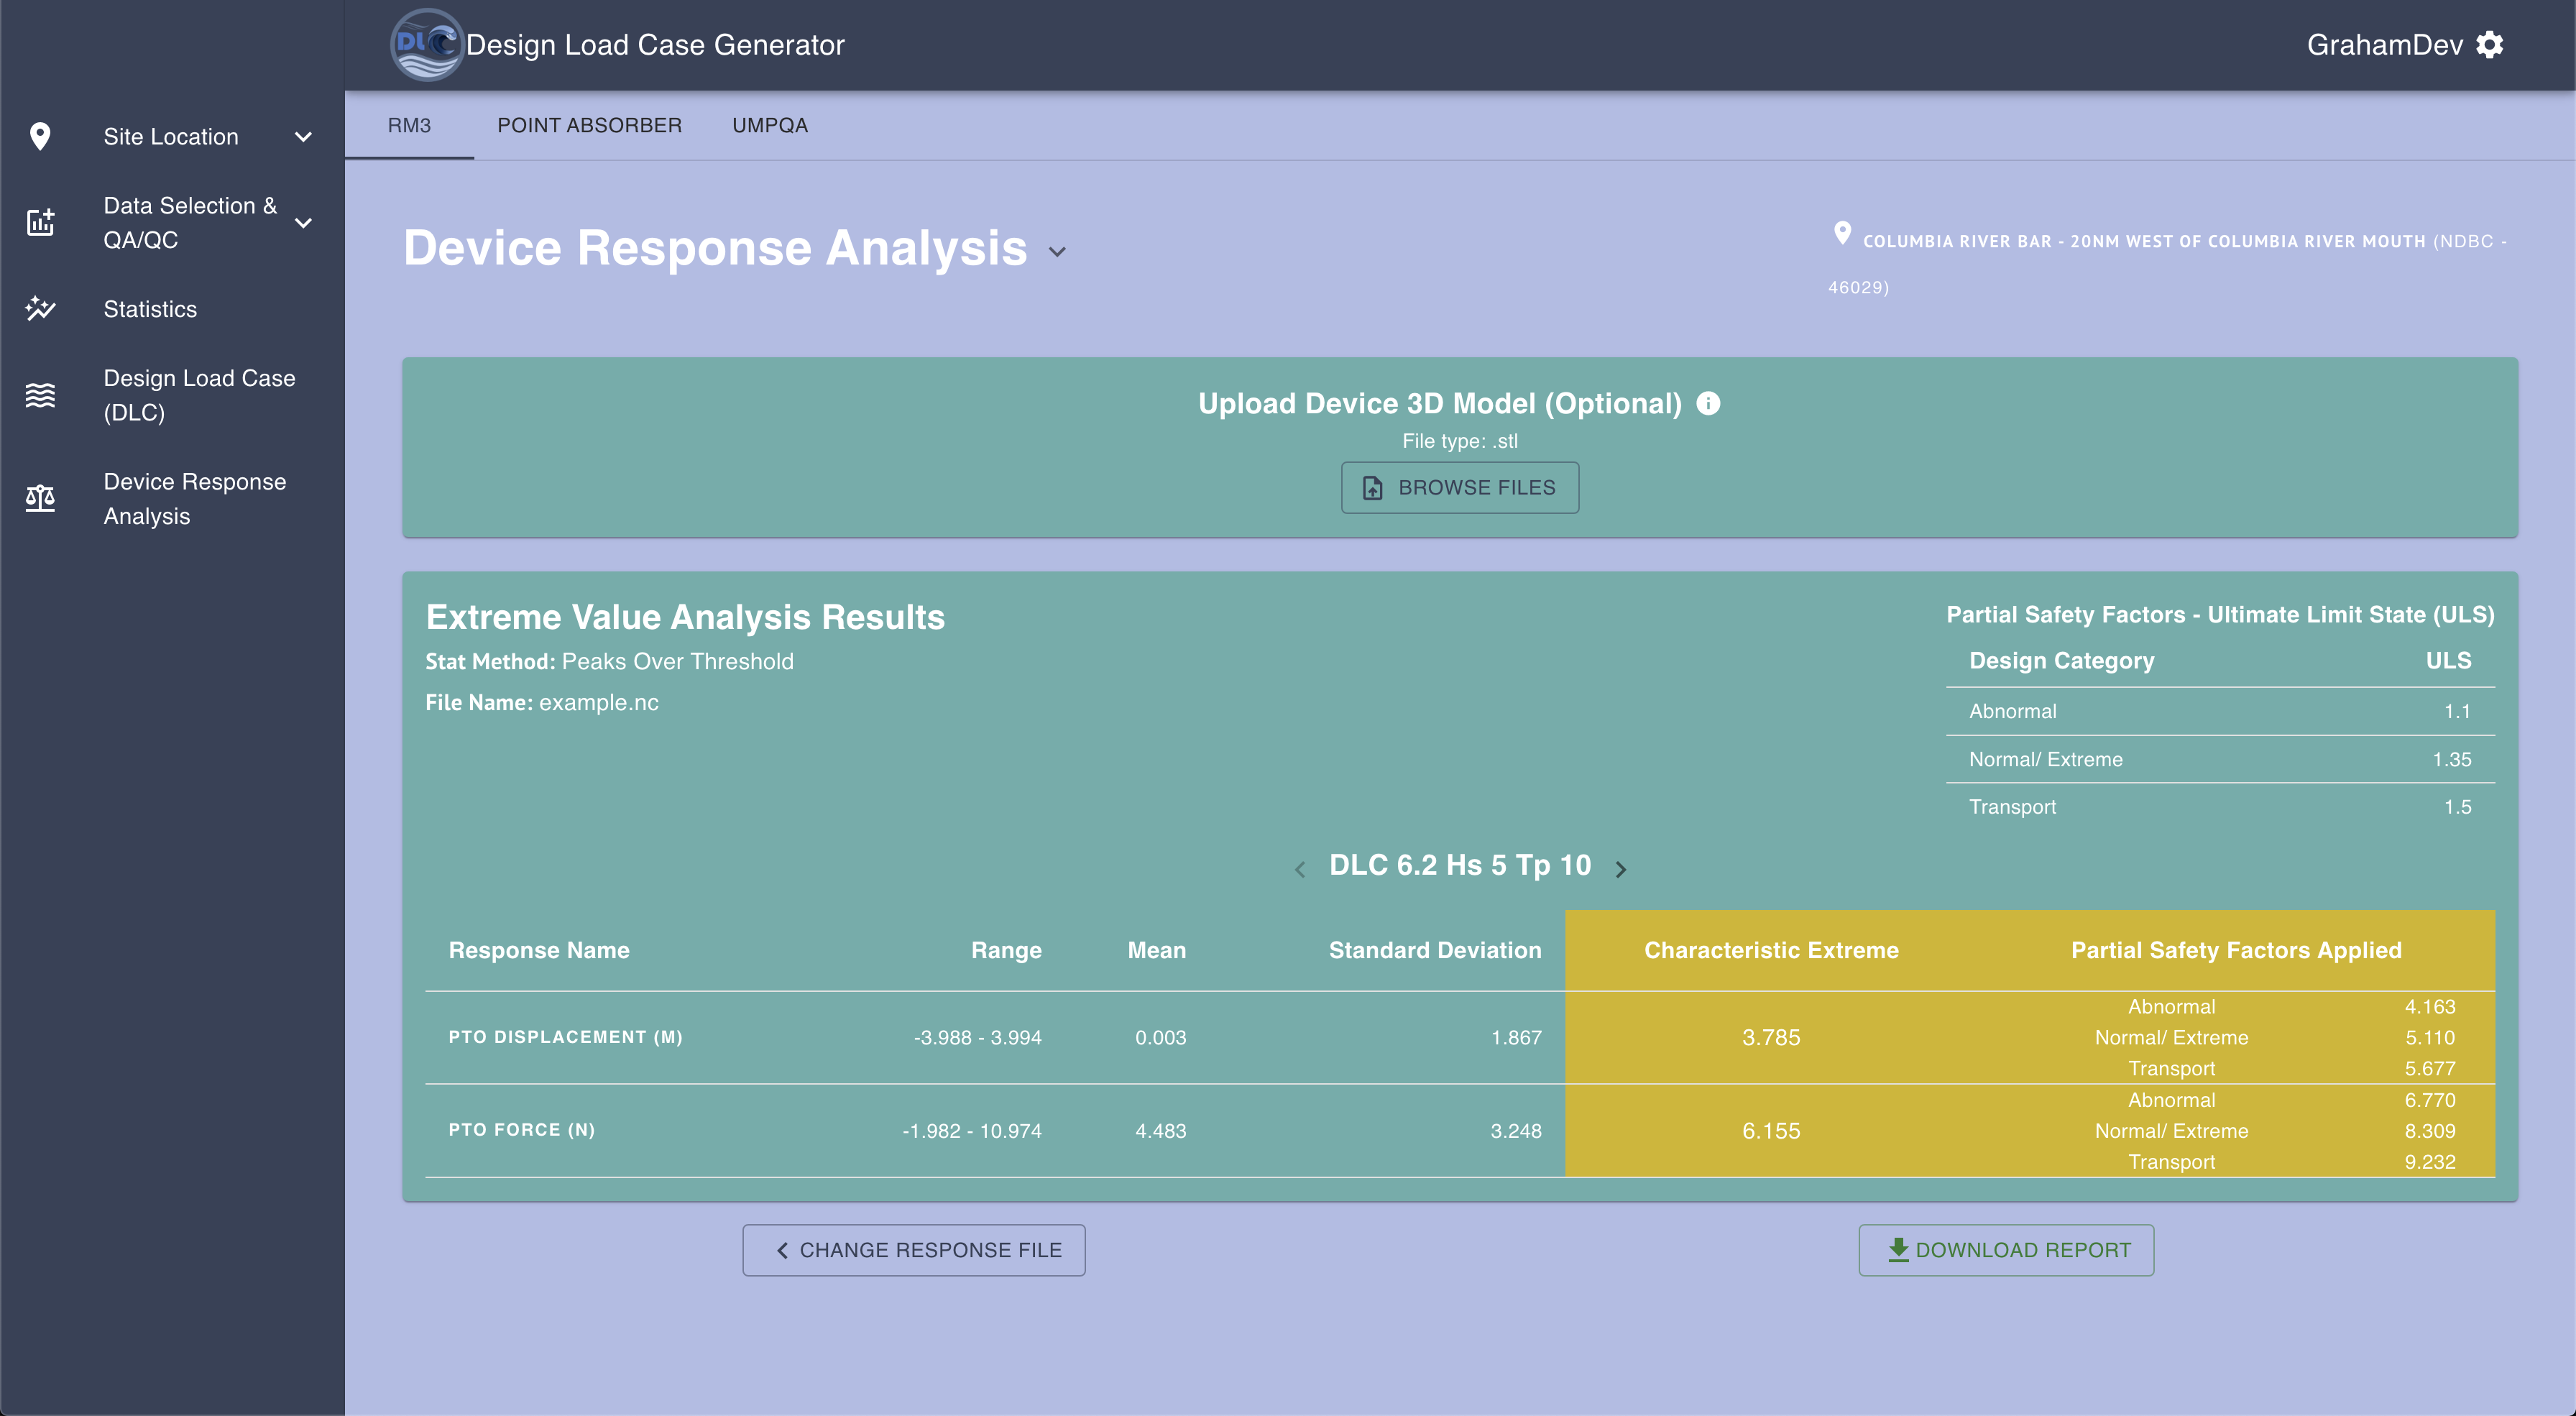 DLC Design Load Case Generator
GrahamDev
Site Location
Data Selection &
QA/QC
Statistics
Design Load Case
(DLC)
Device Response
Analysis
RM3 POINT ABSORBER UMPQA
Device Response Analysis
COLUMBIA RIVER BAR - 20NM WEST OF COLUMBIA RIVER MOUTH (NDBC -
46029)
Upload Device 3D Model (Optional)
File type: .stl
BROWSE FILES
Extreme Value Analysis Results
Stat Method: Peaks Over Threshold
File Name: example.nc
Partial Safety Factors - Ultimate Limit State (ULS)
Design Category ULS
Abnormal 1.1
Normal/ Extreme 1.35
Transport 1.5
DLC 6.2 Hs 5 Tp 10
Response Name Range Mean Standard Deviation Characteristic Extreme Partial Safety Factors Applied
PTO DISPLACEMENT (M) -3.988 - 3.994 0.003 1.867 3.785
Abnormal 4.163
Normal/ Extreme 5.110
Transport 5.677
PTO FORCE (N) -1.982 - 10.974 4.483 3.248 6.155
Abnormal 6.770
Normal/ Extreme 8.309
Transport 9.232
CHANGE RESPONSE FILE
DOWNLOAD REPORT